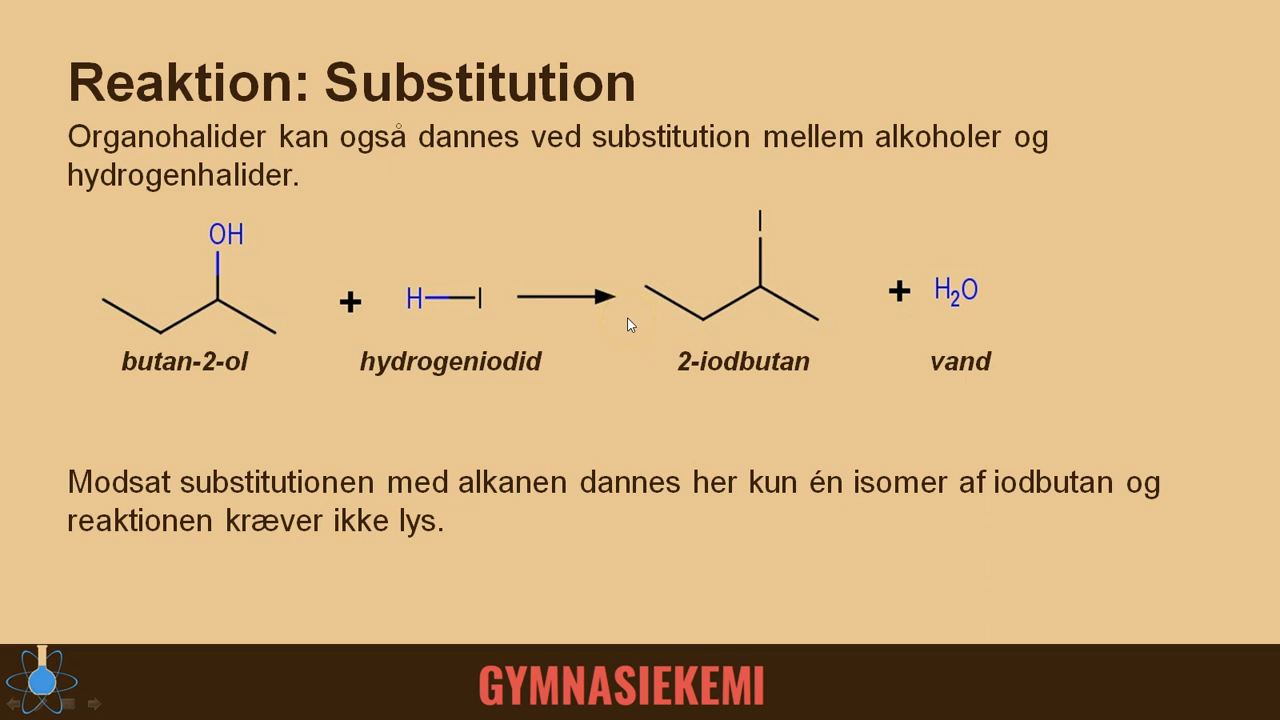 Reaktion: Substitution
Organohalider kan også dannes ved substitution mellem alkoholer og
hydrogenhalider.
OH
I
+ H I + H₂O
butan-2-ol hydrogeniodid 2-iodbutan vand
Modsat substitutionen med alkanen dannes her kun én isomer af iodbutan og
reaktionen kræver ikke lys.
GYMNASIEKEMI